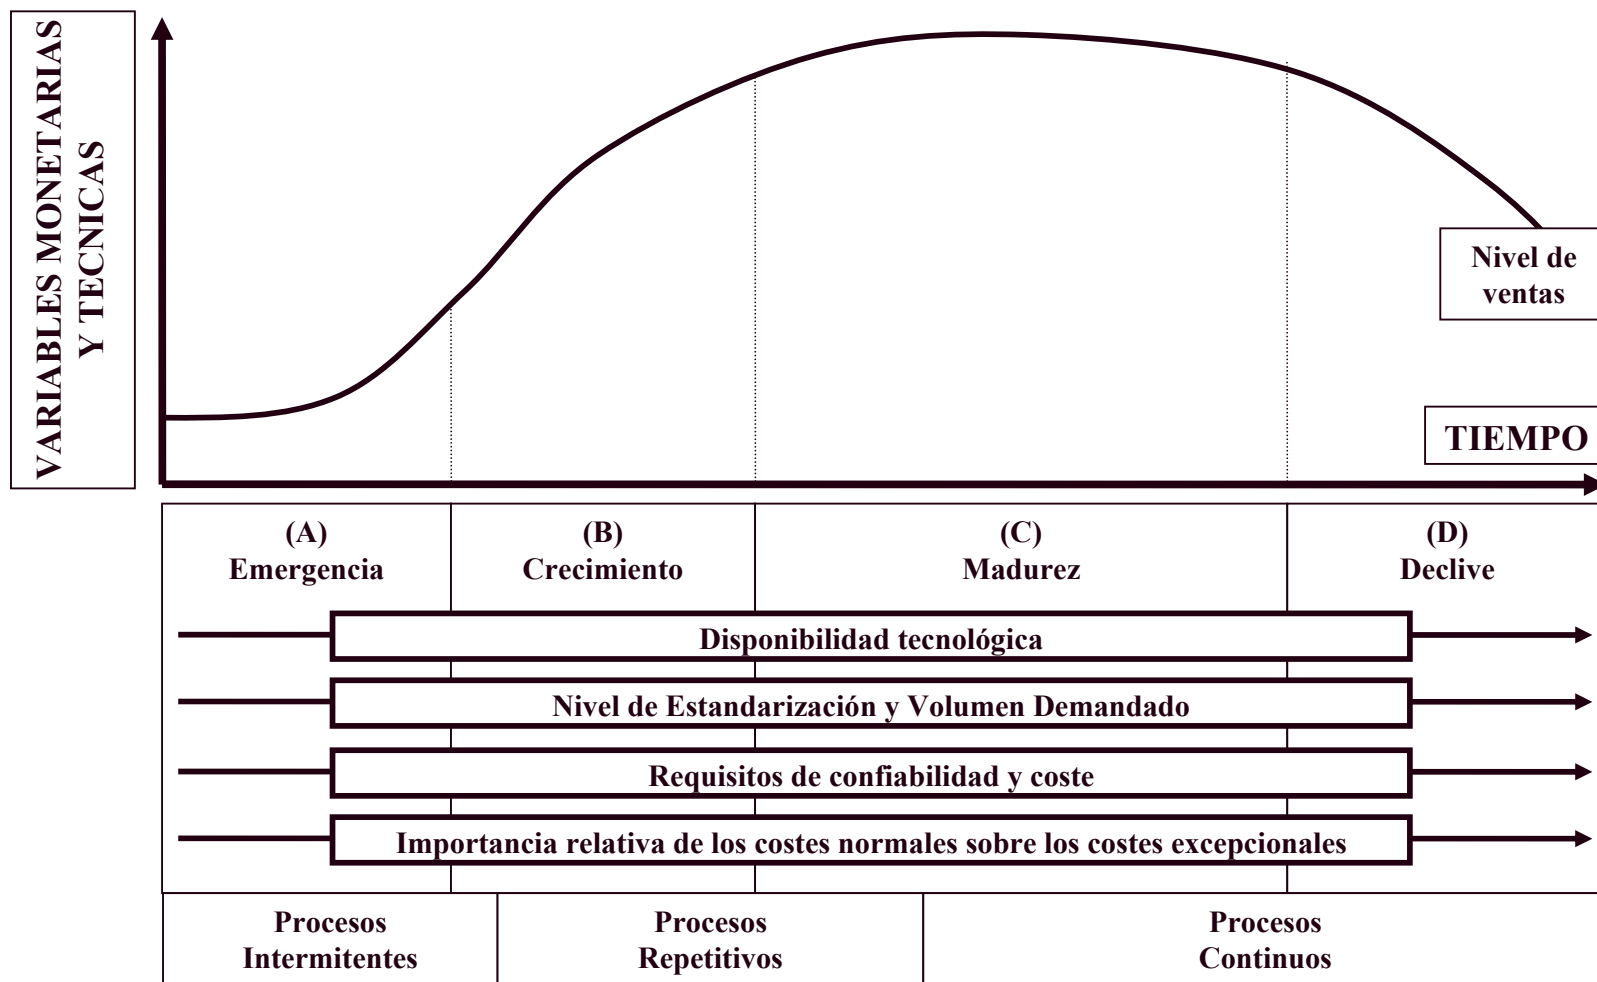 VARIABLES MONETARIAS
Y TECNICAS
Nivel de
ventas
TIEMPO
(A)
Emergencia
(B)
Crecimiento
(C)
Madurez
(D)
Declive
Disponibilidad tecnológica
Nivel de Estandarización y Volumen Demandado
Requisitos de confiabilidad y coste
Importancia relativa de los costes normales sobre los costes excepcionales
Procesos
Intermitentes
Procesos
Repetitivos
Procesos
Continuos